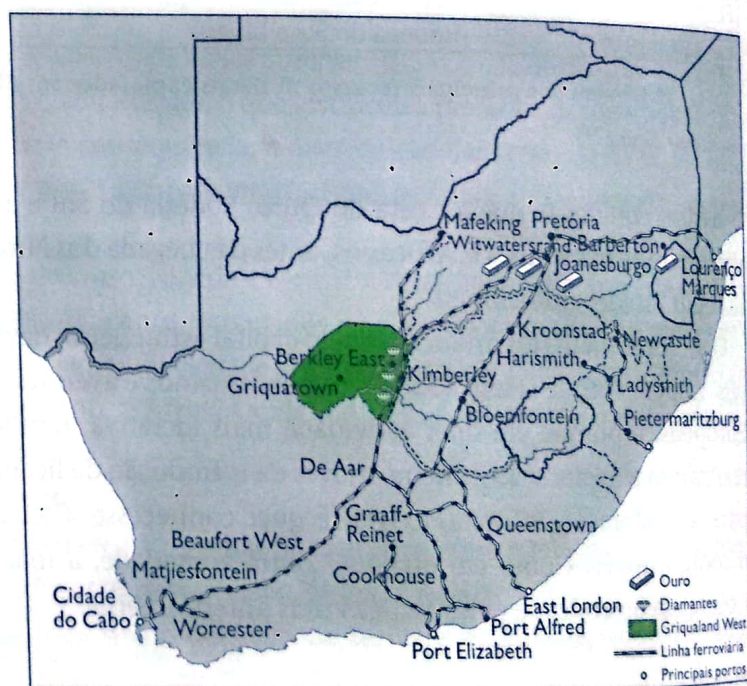 Mafeking
Pretória
Witwatersrand
Barberton
Joanesburgo
Lourenço
Marques
Kroonstad
Newcastle
Berkley East
Harismith
Griquatown
Kimberley
Ladysmith
Bloemfontein
Pietermaritzburg
De Aar
Graaff-
Reinet
Queenstown
Beaufort West
Matjiesfontein
Cookhouse
Cidade
do Cabo
Worcester
East London
Port Alfred
Port Elizabeth
Ouro
Diamantes
Griqualand West
Linha ferroviária
Principais portos